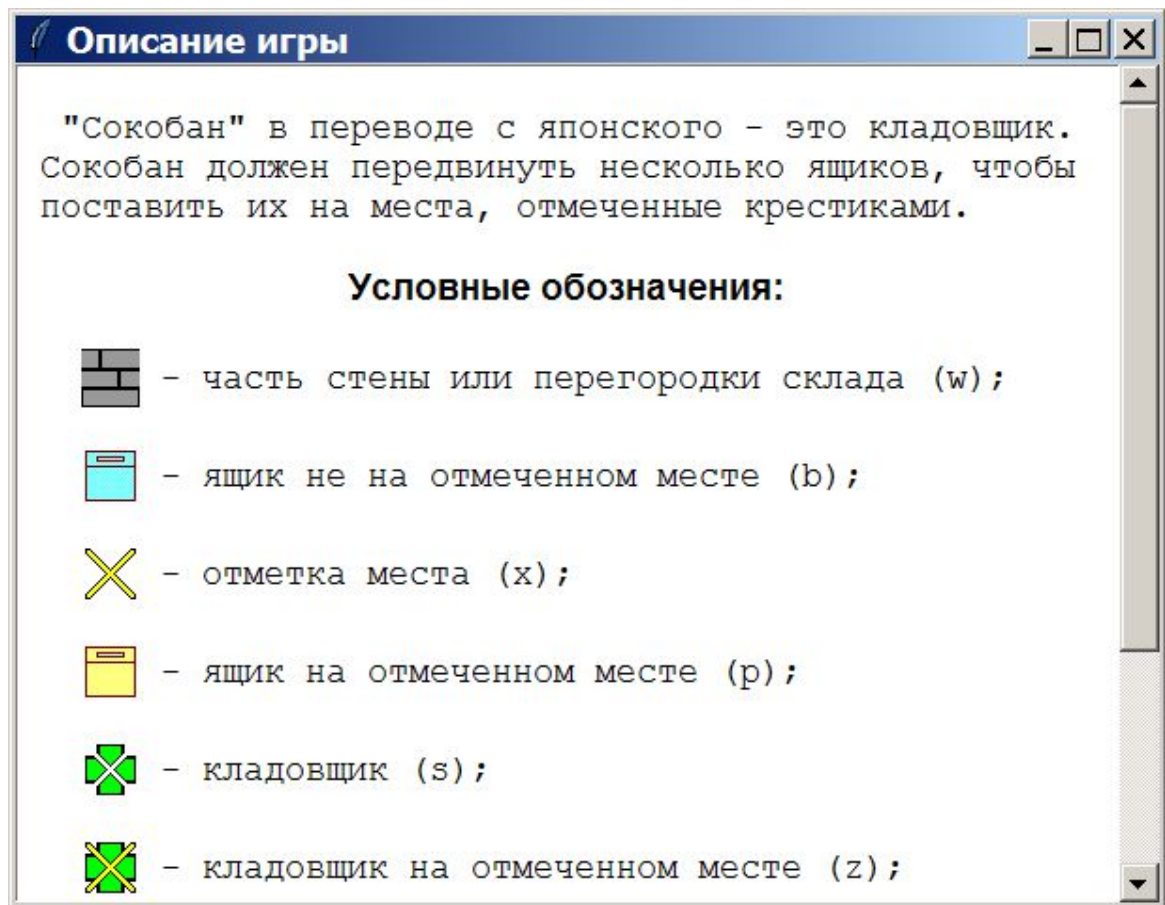 Описание игры
"Сокобан" в переводе с японского - это кладовщик.
Сокобан должен передвинуть несколько ящиков, чтобы
поставить их на места, отмеченные крестиками.
Условные обозначения:
- часть стены или перегородки склада (w);
- ящик не на отмеченном месте (b);
- отметка места (x);
- ящик на отмеченном месте (p);
- кладовщик (s);
- кладовщик на отмеченном месте (z);